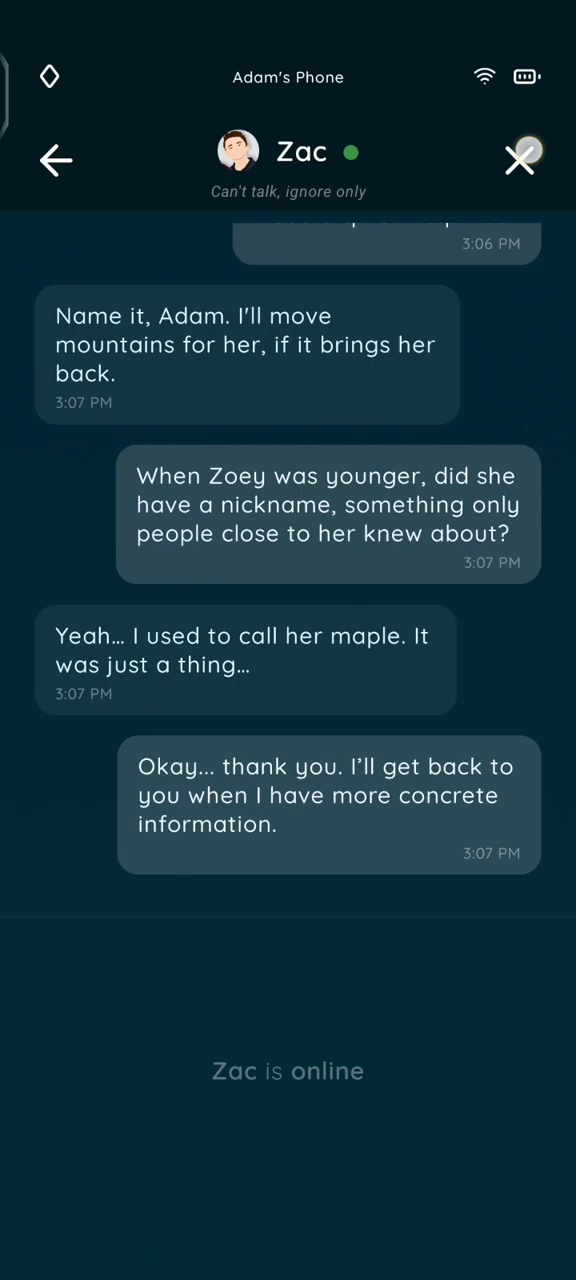 Adam's Phone
Zac
Can't talk, ignore only
3:06 PM
Name it, Adam. I'll move
mountains for her, if it brings her
back.
3:07 PM
When Zoey was younger, did she
have a nickname, something only
people close to her knew about?
3:07 PM
Yeah... I used to call her maple. It
was just a thing...
3:07 PM
Okay... thank you. I’ll get back to
you when I have more concrete
information.
3:07 PM
Zac is online